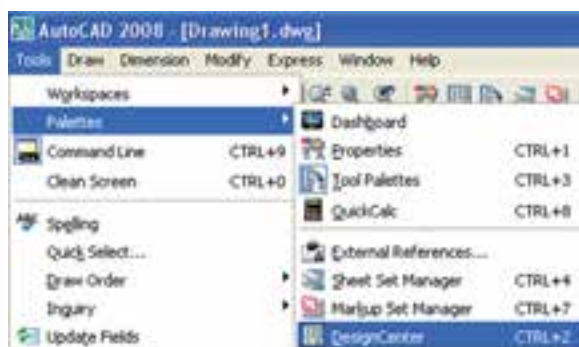 AutoCAD 2008 - [Drawing1.dwg]
Tools Draw Dimension Modify Express Window Help
Workspaces
Palettes
Command Line CTRL+9
Clean Screen CTRL+0
Spelling
Quick Select...
Draw Order
Inquiry
Update Fields
Dashboard
Properties CTRL+1
Tool Palettes CTRL+3
QuickCalc CTRL+8
External References...
Sheet Set Manager CTRL+4
Markup Set Manager CTRL+7
DesignCenter CTRL+2